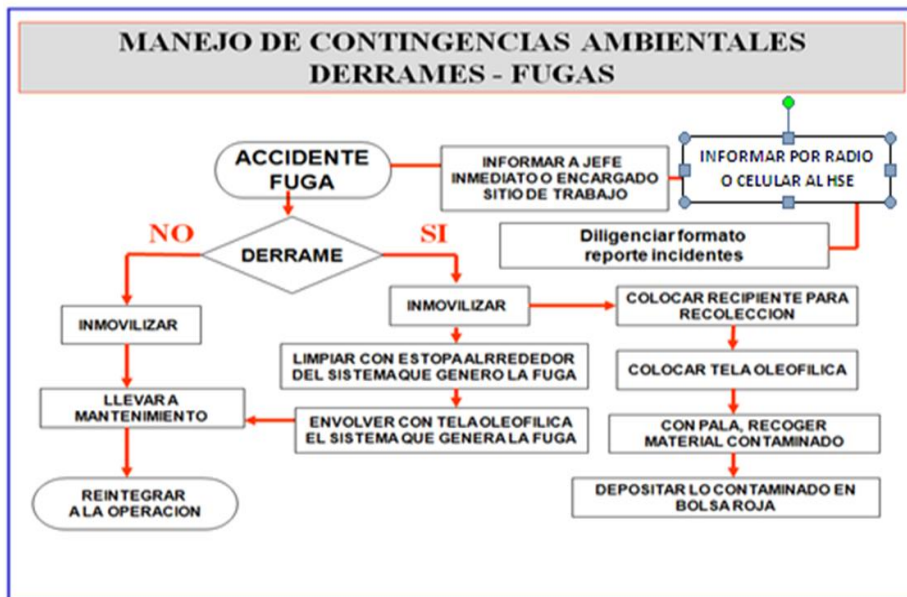 MANEJO DE CONTINGENCIAS AMBIENTALES
DERRAMES - FUGAS
ACCIDENTE
FUGA
INFORMAR A JEFE
INMEDIATO O ENCARGADO
SITIO DE TRABAJO
INFORMAR POR RADIO
O CELULAR AL HSE
Diligenciar formato
reporte incidentes
NO
DERRAME
SI
INMOVILIZAR
INMOVILIZAR
COLOCAR RECIPIENTE PARA
RECOLECCION
LIMPIAR CON ESTOPA ALRREDEDOR
DEL SISTEMA QUE GENERO LA FUGA
COLOCAR TELA OLEOFILICA
LLEVAR A
MANTENIMIENTO
ENVOLVER CON TELA OLEOFILICA
EL SISTEMA QUE GENERA LA FUGA
CON PALA, RECOGER
MATERIAL CONTAMINADO
REINTEGRAR
A LA OPERACION
DEPOSITAR LO CONTAMINADO EN
BOLSA ROJA